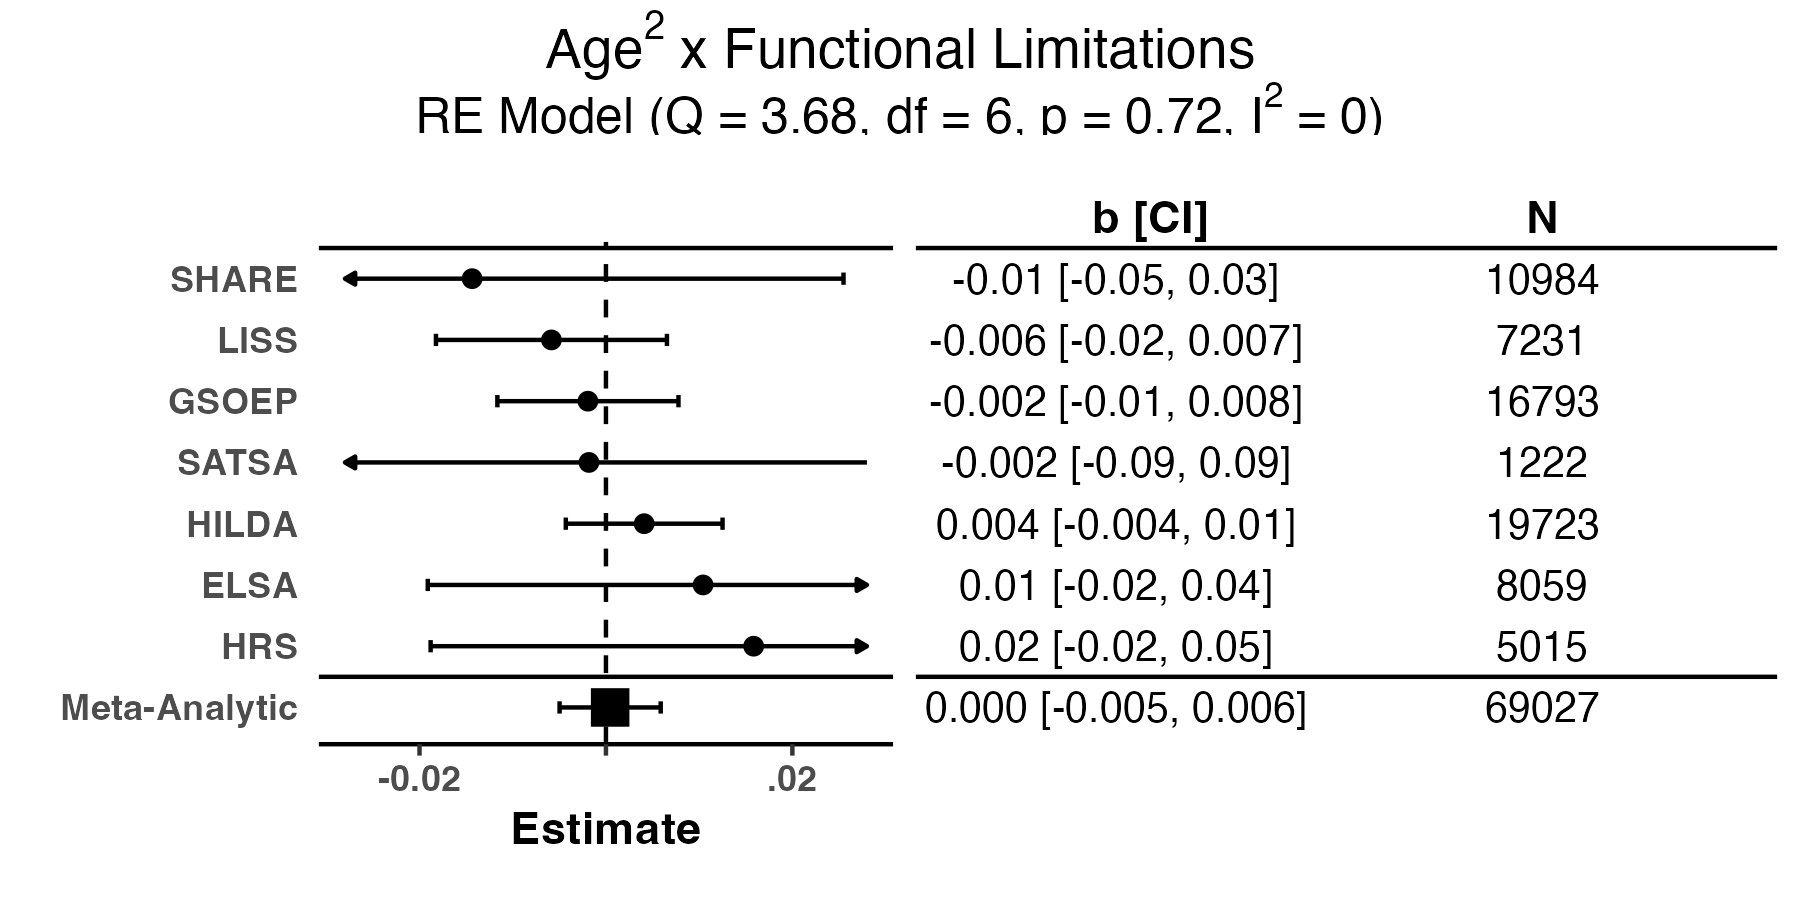 Age² x Functional Limitations
RE Model (Q = 3.68, df = 6, p = 0.72, I² = 0)
b [CI] N
SHARE -0.01 [-0.05, 0.03] 10984
LISS -0.006 [-0.02, 0.007] 7231
GSOEP -0.002 [-0.01, 0.008] 16793
SATSA -0.002 [-0.09, 0.09] 1222
HILDA 0.004 [-0.004, 0.01] 19723
ELSA 0.01 [-0.02, 0.04] 8059
HRS 0.02 [-0.02, 0.05] 5015
Meta-Analytic 0.000 [-0.005, 0.006] 69027
-0.02 .02
Estimate